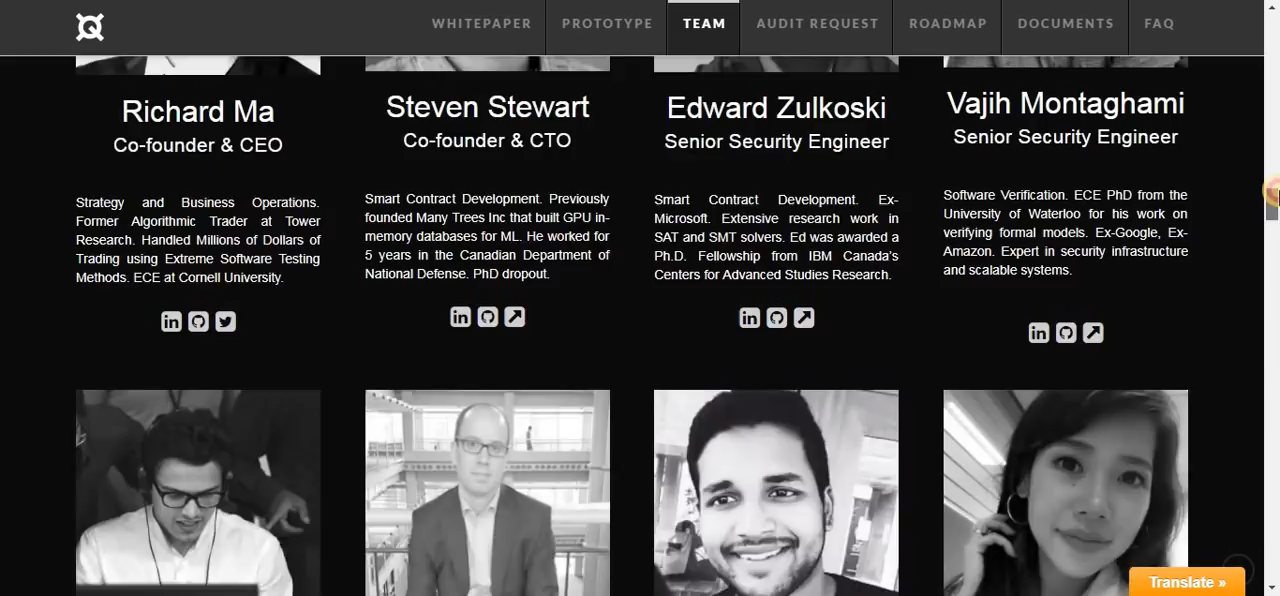 WHITEPAPER PROTOTYPE TEAM AUDIT REQUEST ROADMAP DOCUMENTS FAQ
Richard Ma
Co-founder & CEO
Strategy and Business Operations.
Former Algorithmic Trader at Tower
Research. Handled Millions of Dollars of
Trading using Extreme Software Testing
Methods. ECE at Cornell University.
Steven Stewart
Co-founder & CTO
Smart Contract Development. Previously
founded Many Trees Inc that built GPU in-
memory databases for ML. He worked for
5 years in the Canadian Department of
National Defense. PhD dropout.
Edward Zulkoski
Senior Security Engineer
Smart Contract Development. Ex-
Microsoft. Extensive research work in
SAT and SMT solvers. Ed was awarded a
Ph.D. Fellowship from IBM Canada's
Centers for Advanced Studies Research.
Vajih Montaghami
Senior Security Engineer
Software Verification. ECE PhD from the
University of Waterloo for his work on
verifying formal models. Ex-Google, Ex-
Amazon. Expert in security infrastructure
and scalable systems.
Translate »